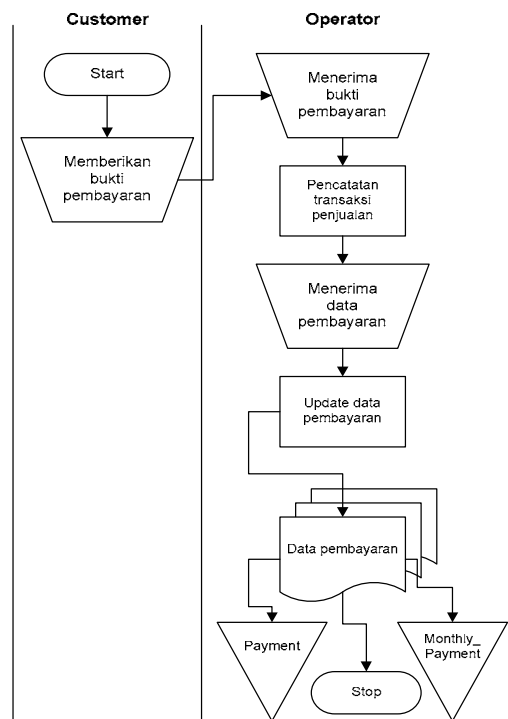 Customer
Operator
Start
Memberikan
bukti
pembayaran
Menerima
bukti
pembayaran
Pencatatan
transaksi
penjualan
Menerima
data
pembayaran
Update data
pembayaran
Data pembayaran
Payment
Monthly_
Payment
Stop